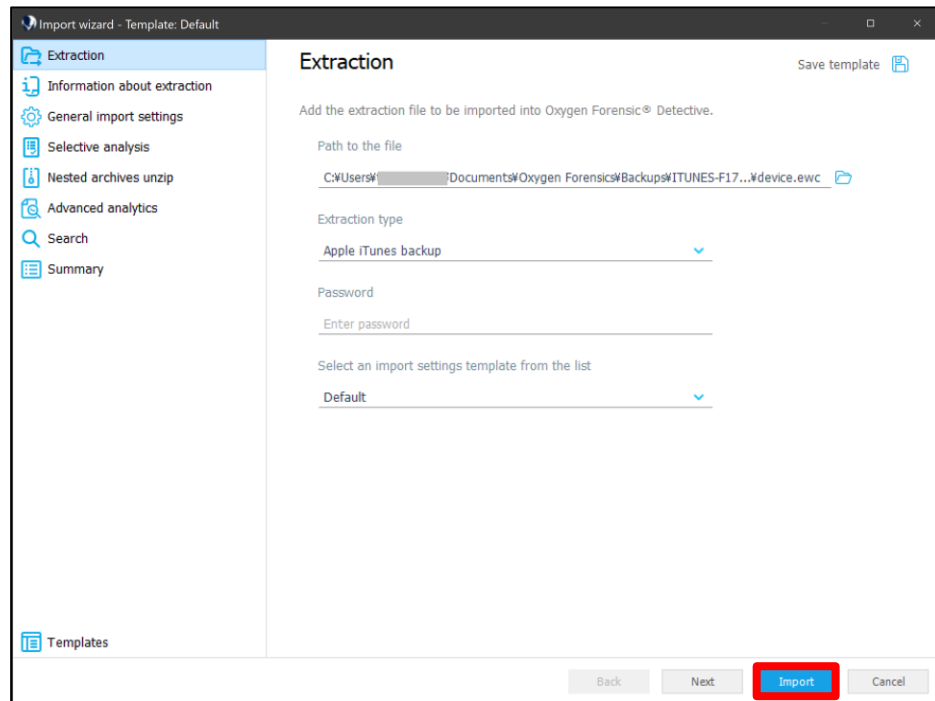 Import wizard - Template: Default
Extraction
Information about extraction
General import settings
Selective analysis
Nested archives unzip
Advanced analytics
Search
Summary
Templates
Extraction
Save template
Add the extraction file to be imported into Oxygen Forensic® Detective.
Path to the file
C:¥Users¥ Documents¥Oxygen Forensics¥Backups¥ITUNES-F17...¥device.ewc
Extraction type
Apple iTunes backup
Password
Enter password
Select an import settings template from the list
Default
Back
Next
Import
Cancel